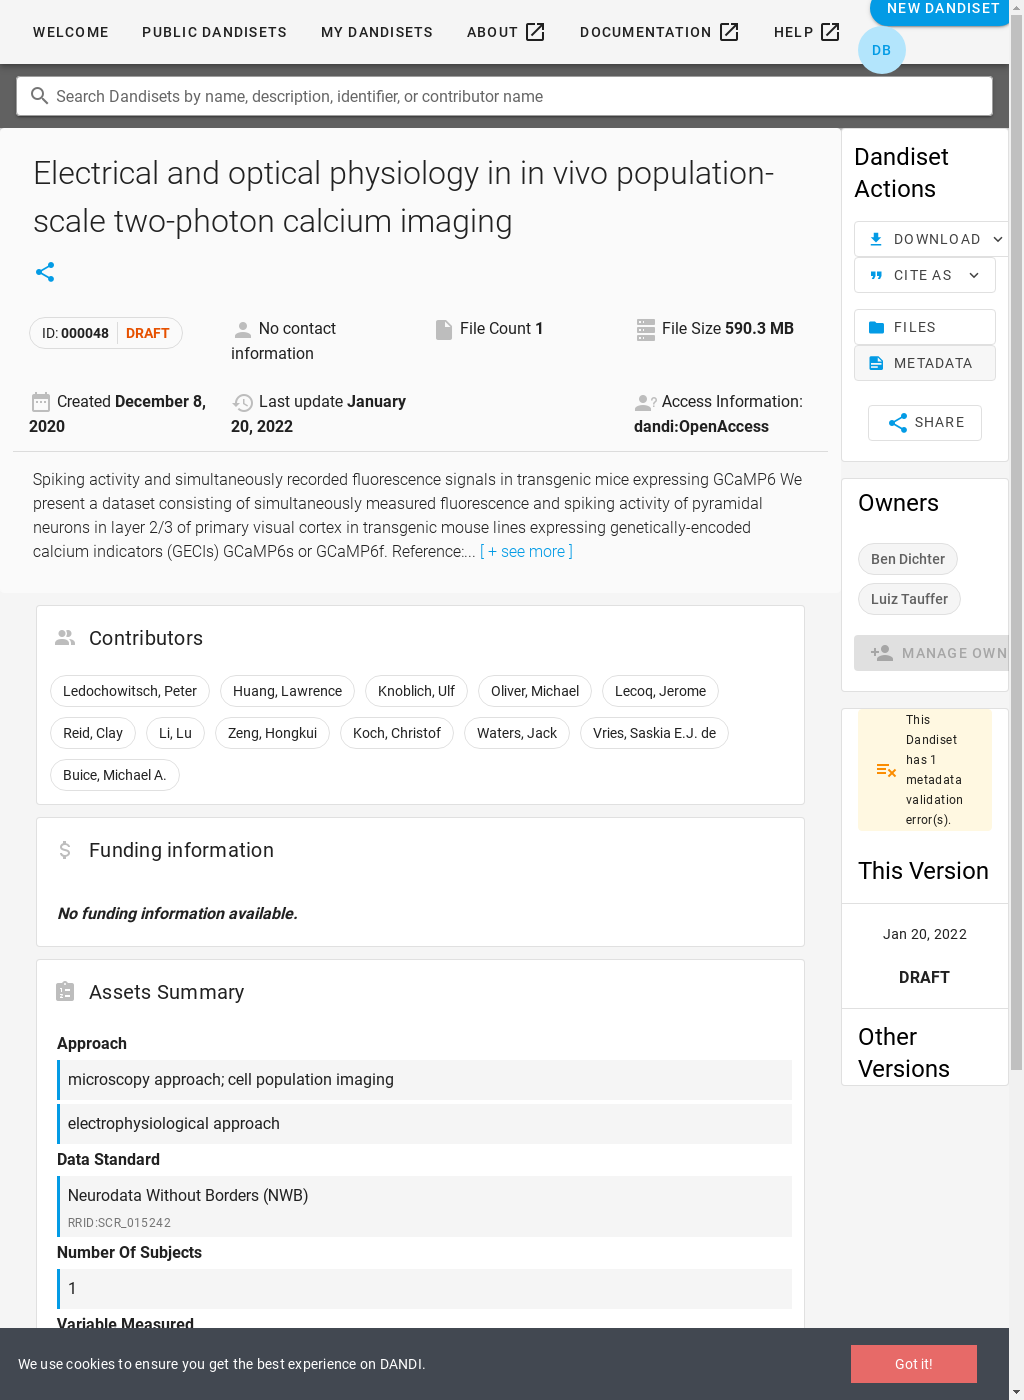 WELCOME
PUBLIC DANDISETS
MY DANDISETS
ABOUT
DOCUMENTATION
HELP
NEW DANDISET
DB
Search Dandisets by name, description, identifier, or contributor name
Electrical and optical physiology in in vivo population-
scale two-photon calcium imaging
ID: 000048 DRAFT
No contact
information
File Count 1
File Size 590.3 MB
Created December 8,
2020
Last update January
20, 2022
Access Information:
dandi:OpenAccess
Spiking activity and simultaneously recorded fluorescence signals in transgenic mice expressing GCaMP6 We
present a dataset consisting of simultaneously measured fluorescence and spiking activity of pyramidal
neurons in layer 2/3 of primary visual cortex in transgenic mouse lines expressing genetically-encoded
calcium indicators (GECIs) GCaMP6s or GCaMP6f. Reference:... [ + see more ]
Contributors
Ledochowitsch, Peter
Huang, Lawrence
Knoblich, Ulf
Oliver, Michael
Lecoq, Jerome
Reid, Clay
Li, Lu
Zeng, Hongkui
Koch, Christof
Waters, Jack
Vries, Saskia E.J. de
Buice, Michael A.
Funding information
No funding information available.
Assets Summary
Approach
microscopy approach; cell population imaging
electrophysiological approach
Data Standard
Neurodata Without Borders (NWB)
RRID:SCR_015242
Number Of Subjects
1
Variable Measured
Dandiset
Actions
DOWNLOAD
CITE AS
FILES
METADATA
SHARE
Owners
Ben Dichter
Luiz Tauffer
MANAGE OWN
This
Dandiset
has 1
metadata
validation
error(s).
This Version
Jan 20, 2022
DRAFT
Other
Versions
We use cookies to ensure you get the best experience on DANDI.
Got it!